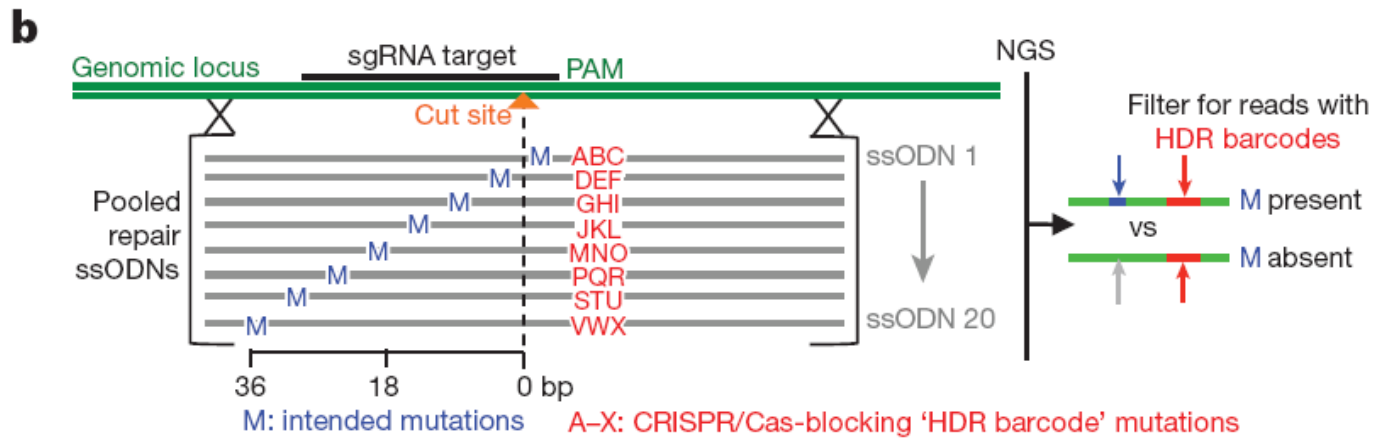 b
Genomic locus
sgRNA target
PAM
NGS
Cut site
Filter for reads with
HDR barcodes
Pooled
repair
ssODNs
M ABC
M DEF
M GHI
M JKL
M MNO
M PQR
M STU
M VWX
ssODN 1
ssODN 20
M present
vs
M absent
36 18 0 bp
M: intended mutations
A–X: CRISPR/Cas-blocking ‘HDR barcode’ mutations